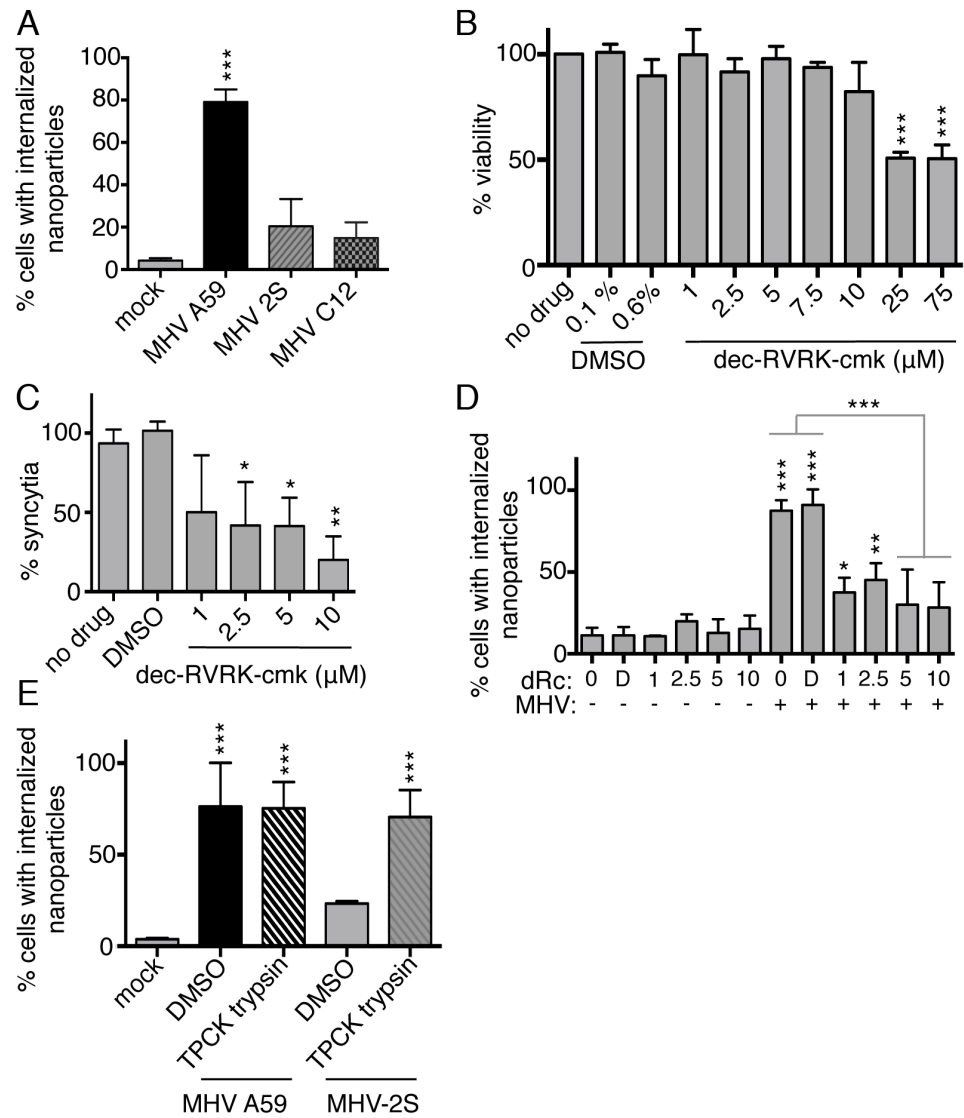 A
% cells with internalized
nanoparticles
100
80
60
40
20
0
***
mock
MHV A59
MHV 2S
MHV C12
B
% viability
100
50
0
***
***
no drug
0.1 %
0.6%
1
2.5
5
7.5
10
25
75
DMSO
dec-RVRK-cmk (µM)
C
% syncytia
100
50
0
*
*
**
no drug
DMSO
1
2.5
5
10
dec-RVRK-cmk (µM)
D
% cells with internalized
nanoparticles
100
50
0
***
***
***
*
**
dRc: 0 D 1 2.5 5 10 0 D 1 2.5 5 10
MHV: - - - - - - + + + + + +
E
% cells with internalized
nanoparticles
100
50
0
***
***
***
mock
DMSO
TPCK trypsin
DMSO
TPCK trypsin
MHV A59
MHV-2S